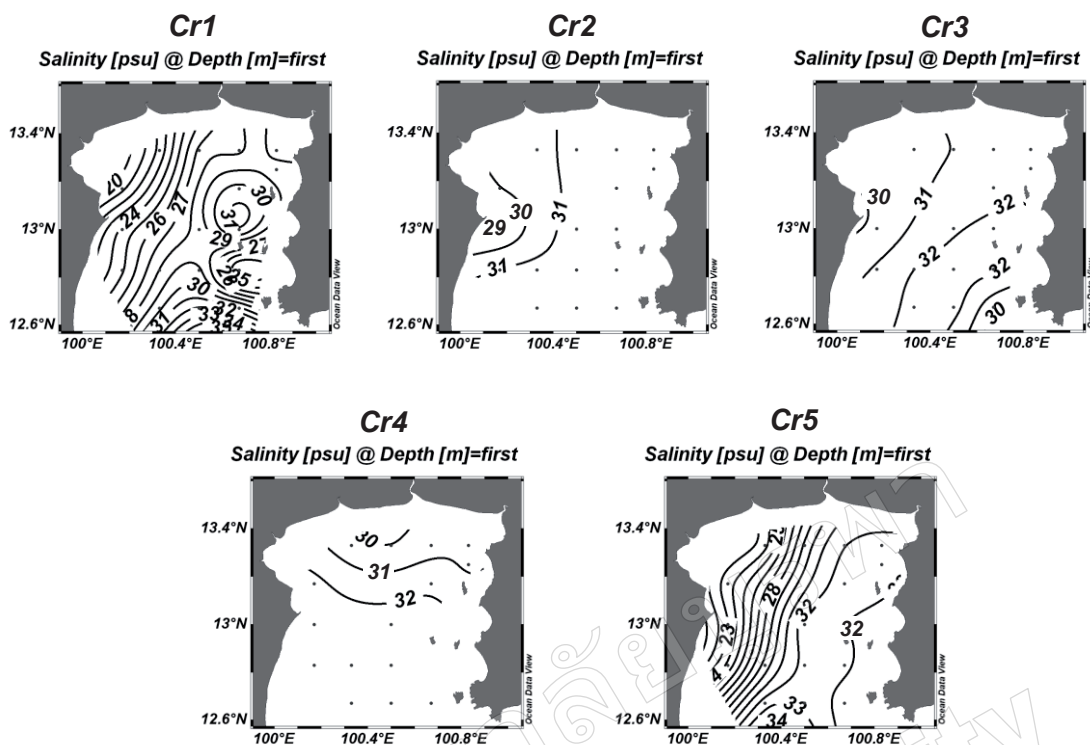 Cr1
Salinity [psu] @ Depth [m]=first
13.4°N
13°N
12.6°N
100°E 100.4°E 100.8°E
20
24
26
27
30
31
29
25
30
31
33
32
34
Ocean Data View
Cr2
Salinity [psu] @ Depth [m]=first
13.4°N
13°N
12.6°N
100°E 100.4°E 100.8°E
30
29
31
31
Ocean Data View
Cr3
Salinity [psu] @ Depth [m]=first
13.4°N
13°N
12.6°N
100°E 100.4°E 100.8°E
30
31
32
32
32
30
Ocean Data View
Cr4
Salinity [psu] @ Depth [m]=first
13.4°N
13°N
12.6°N
100°E 100.4°E 100.8°E
30
31
32
Ocean Data View
Cr5
Salinity [psu] @ Depth [m]=first
13.4°N
13°N
12.6°N
100°E 100.4°E 100.8°E
28
32
23
32
33
34
Ocean Data View